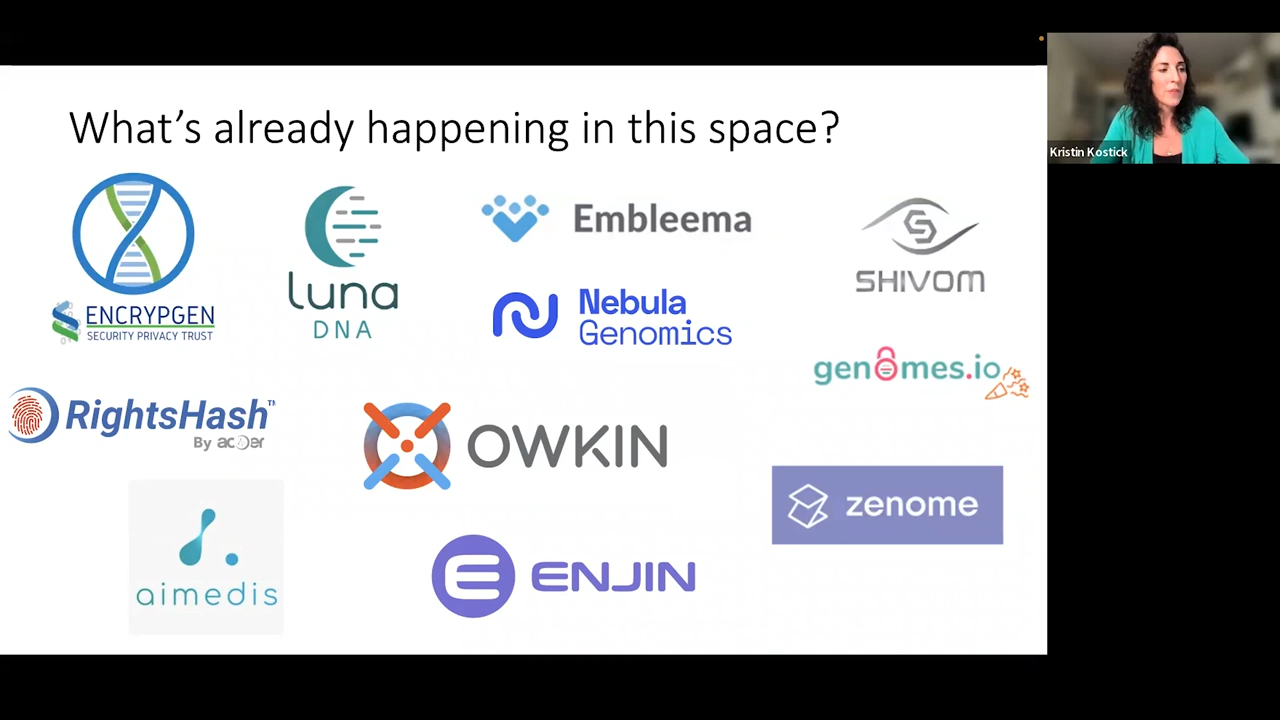 What's already happening in this space?
Kristin Kostick
ENCRYPGEN
SECURITY PRIVACY TRUST
Luna
DNA
Embleema
Nebula
Genomics
SHIVOM
genomes.io
RightsHash™
By acoer
OWKIN
zenome
aimedis
ENJIN